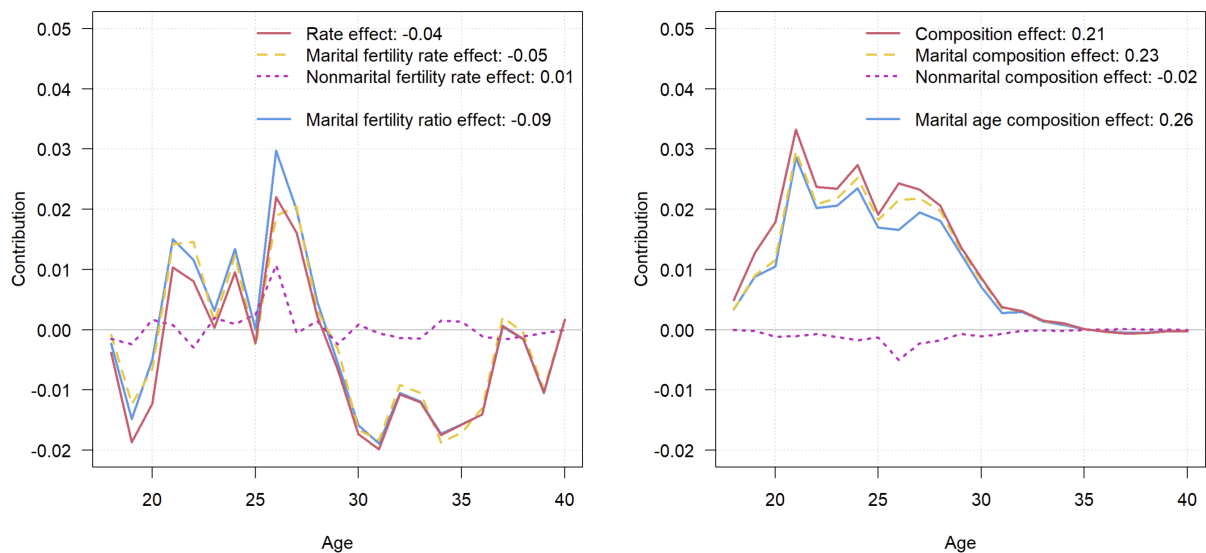 Rate effect: -0.04
Marital fertility rate effect: -0.05
Nonmarital fertility rate effect: 0.01
Marital fertility ratio effect: -0.09
0.05
0.04
0.03
0.02
0.01
0.00
-0.01
-0.02
Contribution
20 25 30 35 40
Age
Composition effect: 0.21
Marital composition effect: 0.23
Nonmarital composition effect: -0.02
Marital age composition effect: 0.26
0.05
0.04
0.03
0.02
0.01
0.00
-0.01
-0.02
Contribution
20 25 30 35 40
Age